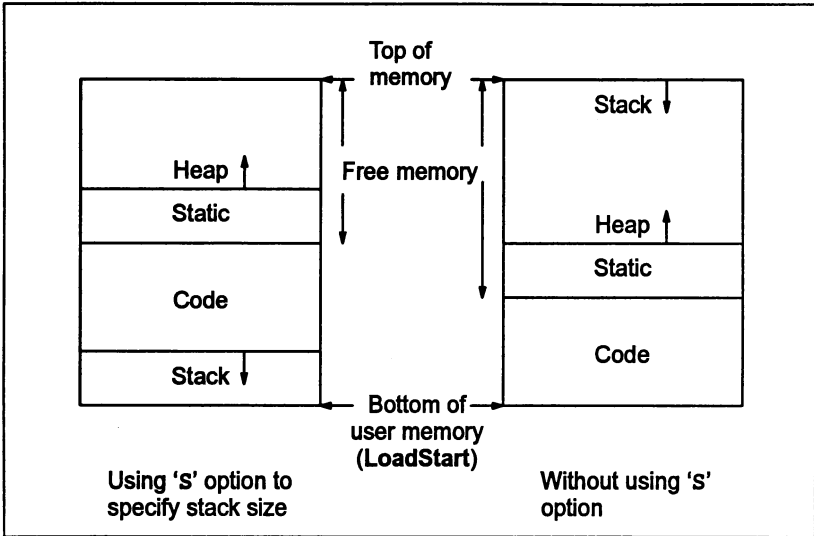 Top of
memory
Stack
Free memory
Heap
Static
Heap
Static
Code
Code
Stack
Bottom of
user memory
(LoadStart)
Using ‘S’ option to
specify stack size
Without using ‘S’
option